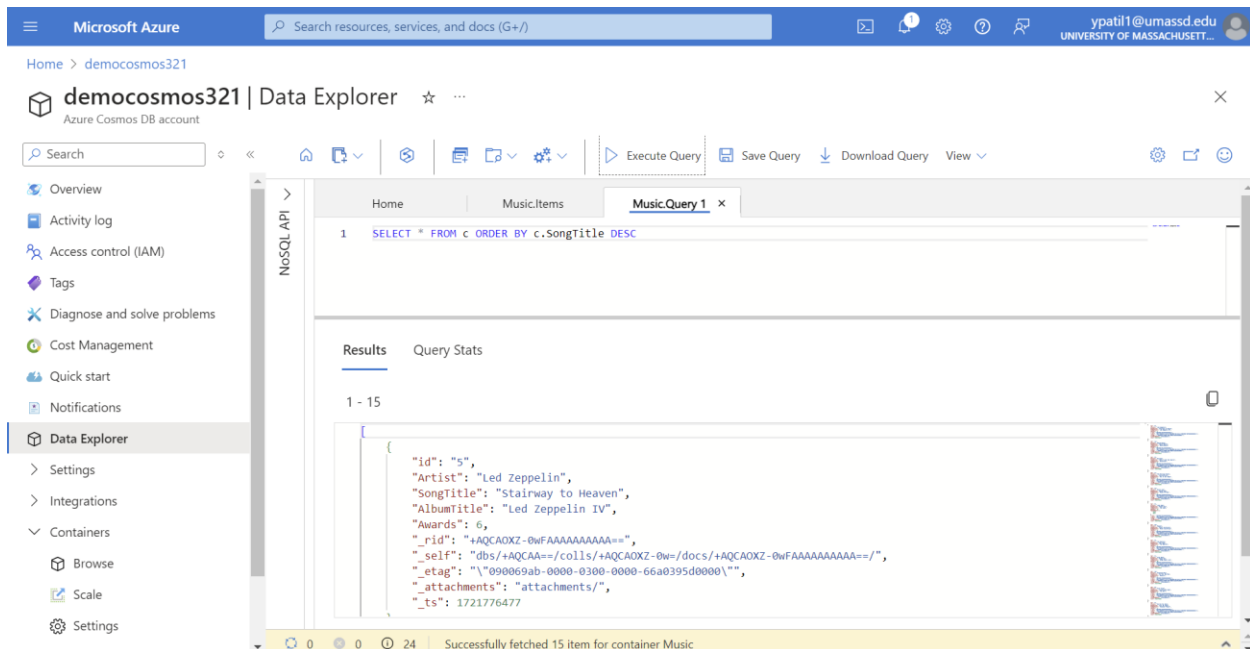 Microsoft Azure
Search resources, services, and docs (G+/)
1
ypatil1@umassd.edu
UNIVERSITY OF MASSACHUSETT...
Home > democosmos321
democosmos321 | Data Explorer
Azure Cosmos DB account
Search
Overview
Activity log
Access control (IAM)
Tags
Diagnose and solve problems
Cost Management
Quick start
Notifications
Data Explorer
Settings
Integrations
Containers
Browse
Scale
Settings
Execute Query Save Query Download Query View
NoSQL API
Home Music.Items Music.Query 1
1 SELECT * FROM c ORDER BY c.SongTitle DESC
Results Query Stats
1 - 15
[
{
"id": "5",
"Artist": "Led Zeppelin",
"SongTitle": "Stairway to Heaven",
"AlbumTitle": "Led Zeppelin IV",
"Awards": 6,
"_rid": "+AQCAOXZ-0wFAAAAAAAAAA==",
"_self": "dbs/+AQCAA==/colls/+AQCAOXZ-0w=/docs/+AQCAOXZ-0wFAAAAAAAAAA==/",
"_etag": "\"090069ab-0000-0300-0000-66a0395d0000\"",
"_attachments": "attachments/",
"_ts": 1721776477
0 0 24 Successfully fetched 15 item for container Music